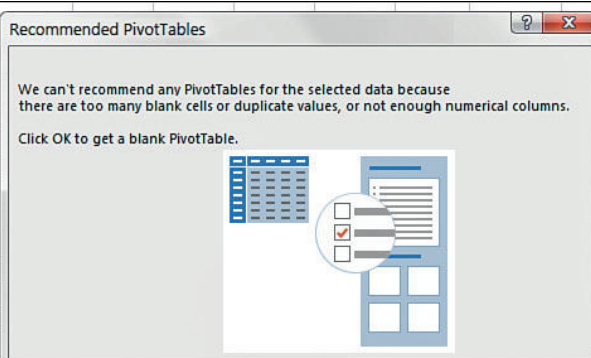 Recommended PivotTables
?
We can't recommend any PivotTables for the selected data because
there are too many blank cells or duplicate values, or not enough numerical columns.
Click OK to get a blank PivotTable.